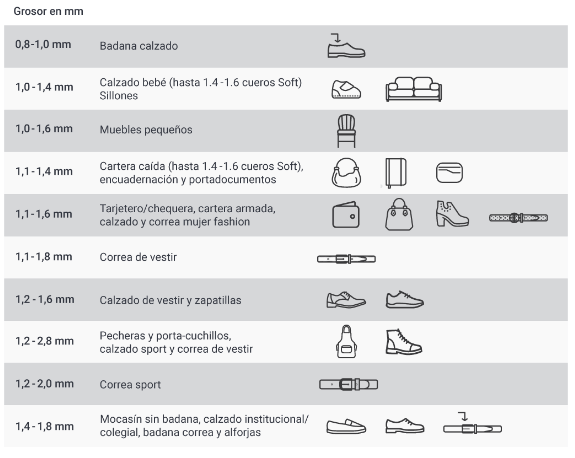 Grosor en mm
0,8-1,0 mm Badana calzado
1,0-1,4 mm Calzado bebé (hasta 1.4-1.6 cueros Soft)
Sillones
1,0-1,6 mm Muebles pequeños
1,1-1,4 mm Cartera caída (hasta 1.4-1.6 cueros Soft),
encuadernación y portadocumentos
1,1-1,6 mm Tarjetero/chequera, cartera armada,
calzado y correa mujer fashion
1,1-1,8 mm Correa de vestir
1,2-1,6 mm Calzado de vestir y zapatillas
1,2-2,8 mm Pecheras y porta-cuchillos,
calzado sport y correa de vestir
1,2-2,0 mm Correa sport
1,4-1,8 mm Mocasín sin badana, calzado institucional/
colegial, badana correa y alforjas